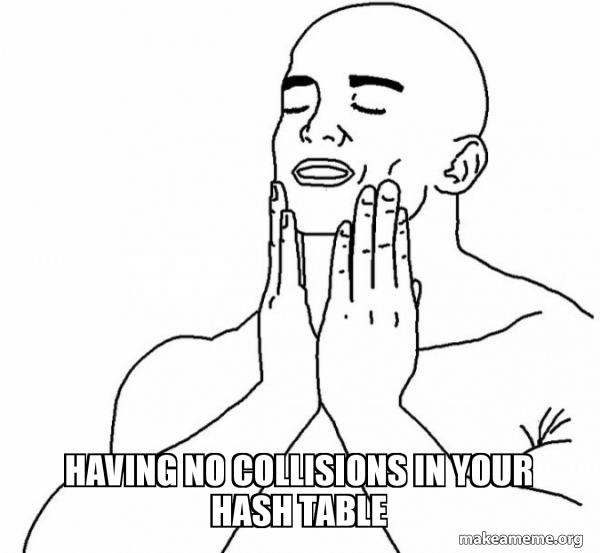 HAVING NO COLLISIONS IN YOUR
HASH TABLE
makeameme.org